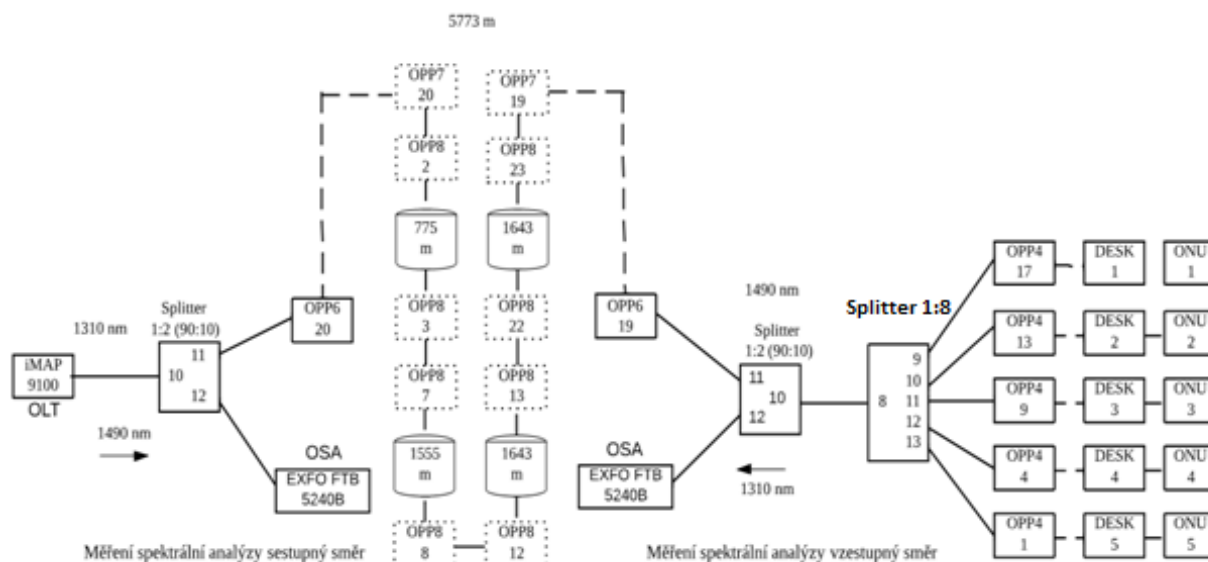 5773 m
OPP7
20
OPP7
19
OPP8
2
OPP8
23
775
m
1643
m
1490 nm
1310 nm
Splitter
1:2 (90:10)
OPP6
20
OPP8
3
OPP8
22
OPP6
19
Splitter
1:2 (90:10)
Splitter 1:8
iMAP
9100
OLT
11
10
12
OPP8
7
OPP8
13
11
10
12
9
10
8
11
12
13
1490 nm
OSA
EXFO FTB
5240B
1555
m
1643
m
OSA
EXFO FTB
5240B
1310 nm
OPP8
8
OPP8
12
OPP4
17
DESK
1
ONU
1
OPP4
13
DESK
2
ONU
2
OPP4
9
DESK
3
ONU
3
OPP4
4
DESK
4
ONU
4
OPP4
1
DESK
5
ONU
5
Měření spektrální analýzy sestupný směr
Měření spektrální analýzy vzestupný směr